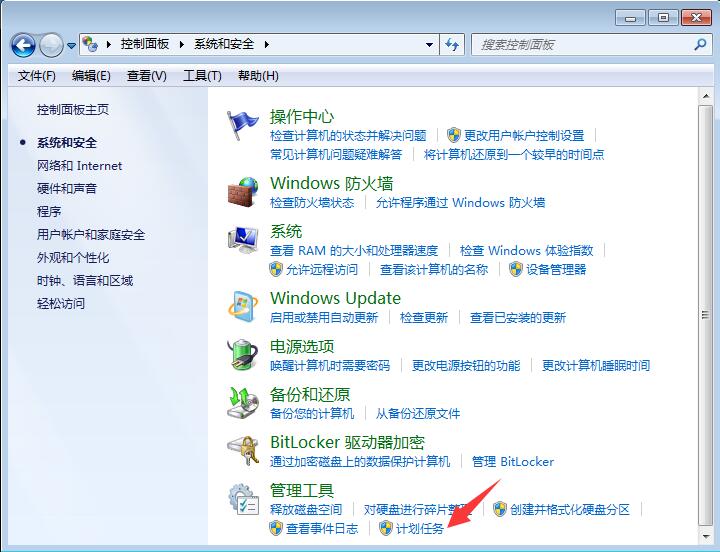 控制面板 系统和安全 搜索控制面板
文件(F) 编辑(E) 查看(V) 工具(T) 帮助(H)
控制面板主页
系统和安全
网络和 Internet
硬件和声音
程序
用户帐户和家庭安全
外观和个性化
时钟、语言和区域
轻松访问
操作中心
检查计算机的状态并解决问题 更改用户帐户控制设置
常见计算机问题疑难解答 将计算机还原到一个较早的时间点
Windows 防火墙
检查防火墙状态 允许程序通过 Windows 防火墙
系统
查看 RAM 的大小和处理器速度 检查 Windows 体验指数
允许远程访问 查看该计算机的名称 设备管理器
Windows Update
启用或禁用自动更新 检查更新 查看已安装的更新
电源选项
唤醒计算机时需要密码 更改电源按钮的功能 更改计算机睡眠时间
备份和还原
备份您的计算机 从备份还原文件
BitLocker 驱动器加密
通过加密磁盘上的数据保护计算机 管理 BitLocker
管理工具
释放磁盘空间 对硬盘进行碎片整理 创建并格式化硬盘分区
查看事件日志 计划任务